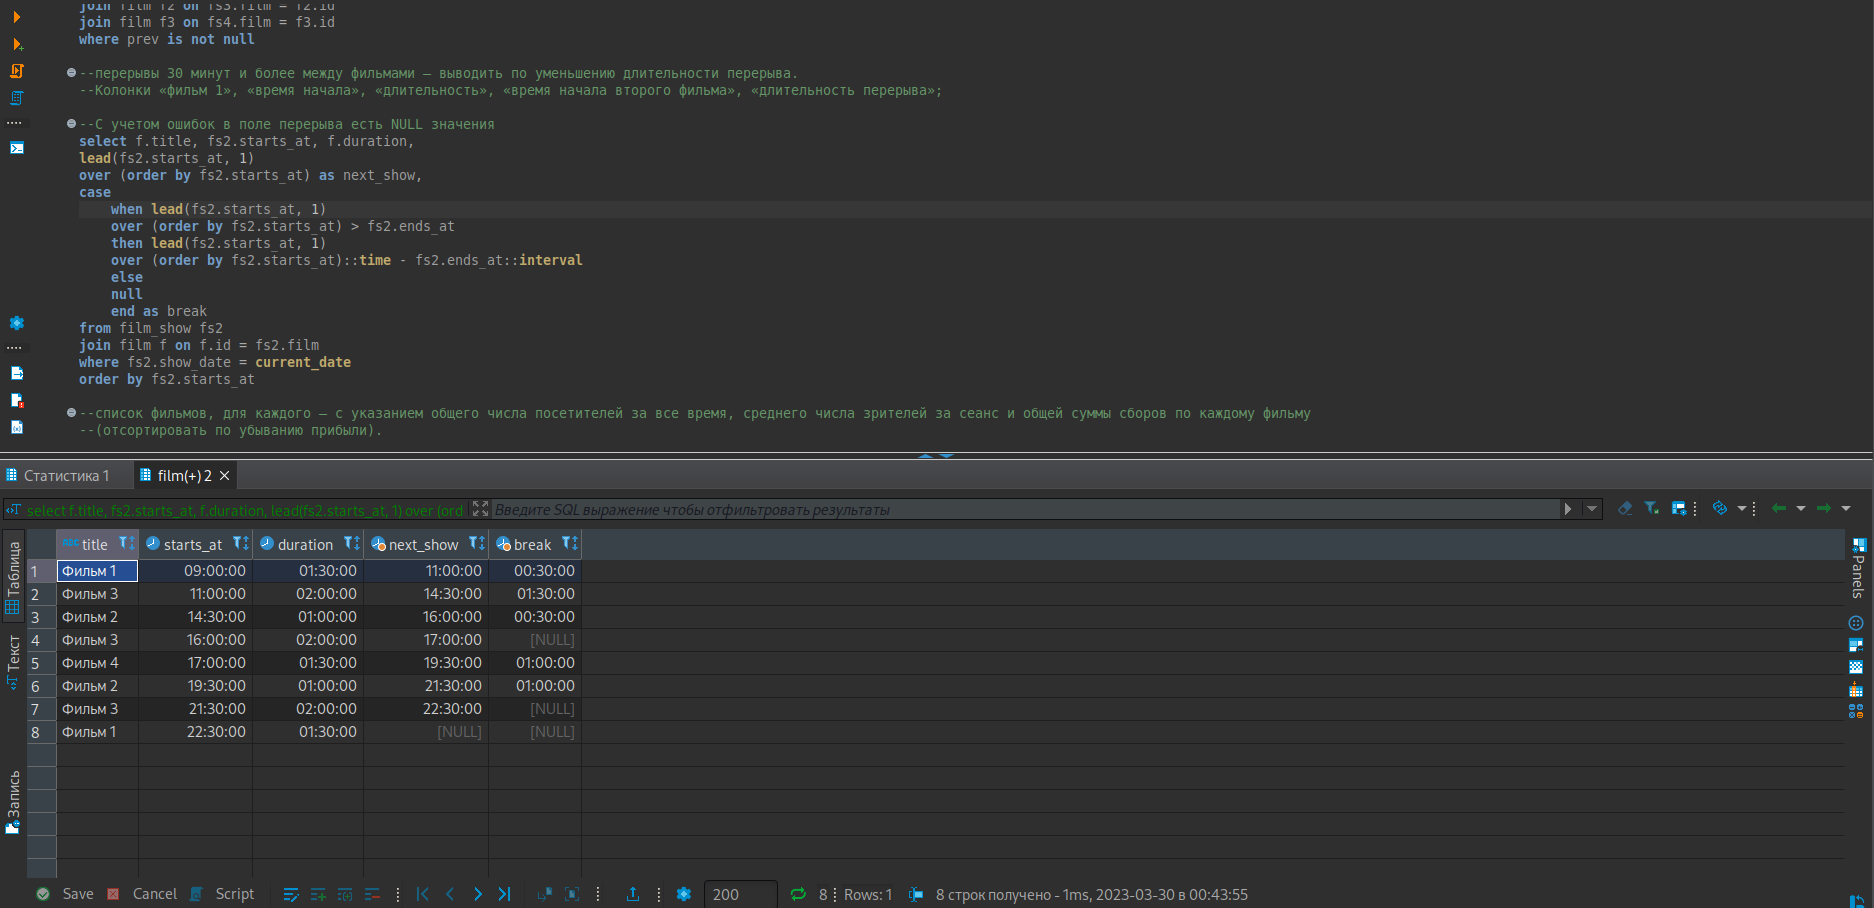 join film f2 on fs3.film = f2.id
join film f3 on fs4.film = f3.id
where prev is not null
--перерывы 30 минут и более между фильмами — выводить по уменьшению длительности перерыва.
--Колонки «фильм 1», «время начала», «длительность», «время начала второго фильма», «длительность перерыва»;
--С учетом ошибок в поле перерыва есть NULL значения
select f.title, fs2.starts_at, f.duration,
lead(fs2.starts_at, 1)
over (order by fs2.starts_at) as next_show,
case
when lead(fs2.starts_at, 1)
over (order by fs2.starts_at) > fs2.ends_at
then lead(fs2.starts_at, 1)
over (order by fs2.starts_at)::time - fs2.ends_at::interval
else
null
end as break
from film_show fs2
join film f on f.id = fs2.film
where fs2.show_date = current_date
order by fs2.starts_at
--список фильмов, для каждого — с указанием общего числа посетителей за все время, среднего числа зрителей за сеанс и общей суммы сборов по каждому фильму
--(отсортировать по убыванию прибыли).
Статистика 1 film(+) 2
select f.title, fs2.starts_at, f.duration, lead(fs2.starts_at, 1) over (ord Введите SQL выражение чтобы отфильтровать результаты
Таблица
Текст
Запись
title starts_at duration next_show break
1 Фильм 1 09:00:00 01:30:00 11:00:00 00:30:00
2 Фильм 3 11:00:00 02:00:00 14:30:00 01:30:00
3 Фильм 2 14:30:00 01:00:00 16:00:00 00:30:00
4 Фильм 3 16:00:00 02:00:00 17:00:00 [NULL]
5 Фильм 4 17:00:00 01:30:00 19:30:00 01:00:00
6 Фильм 2 19:30:00 01:00:00 21:30:00 01:00:00
7 Фильм 3 21:30:00 02:00:00 22:30:00 [NULL]
8 Фильм 1 22:30:00 01:30:00 [NULL] [NULL]
Panels
Save Cancel Script 200 8 Rows: 1 8 строк получено - 1ms, 2023-03-30 в 00:43:55